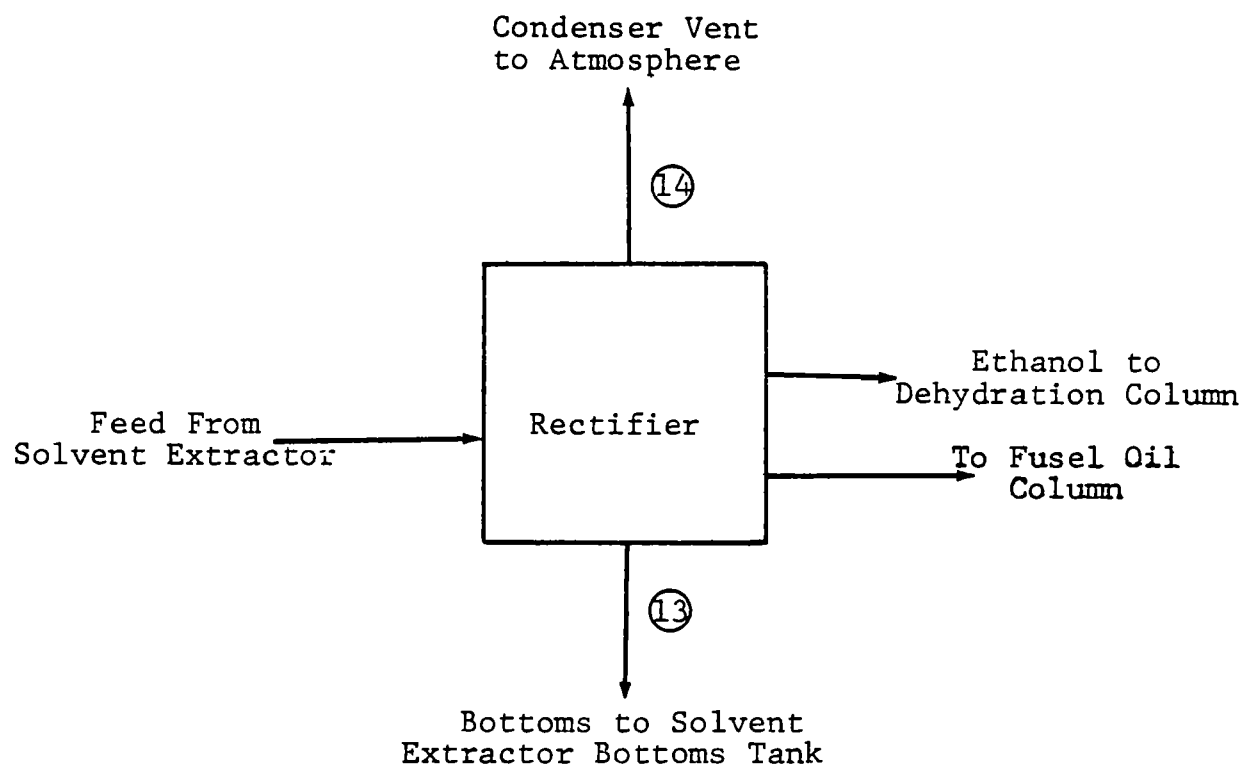 Condenser Vent
to Atmosphere
14
Ethanol to
Dehydration Column
Feed From
Solvent Extractor
Rectifier
To Fusel Oil
Column
13
Bottoms to Solvent
Extractor Bottoms Tank